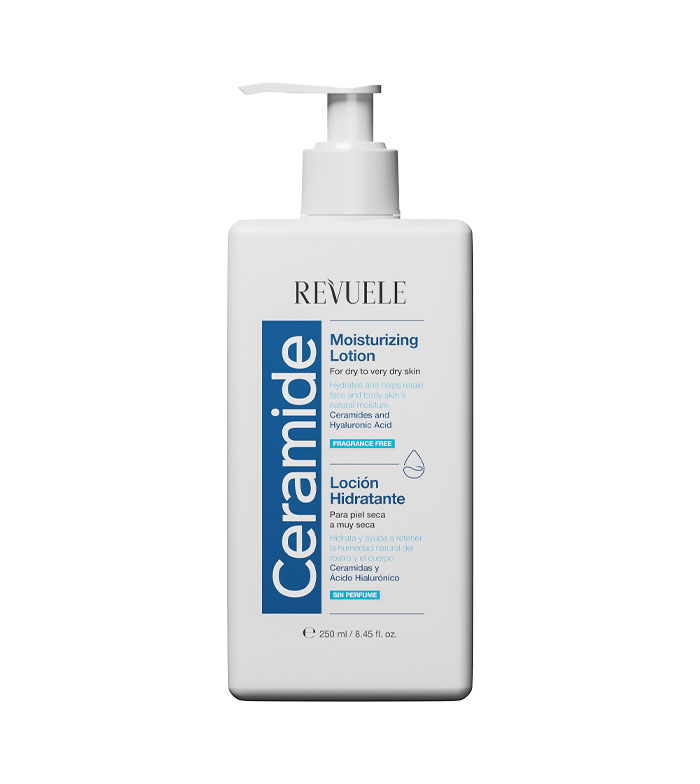 REVUELE
Ceramide
Moisturizing
Lotion
For dry to very dry skin
Hydrates and helps retain
face and body skin's
natural moisture
Ceramides and
Hyaluronic Acid
FRAGRANCE FREE
Loción
Hidratante
Para piel seca
a muy seca
Hidrata y ayuda a retener
la humedad natural del
rostro y el cuerpo
Ceramidas y
Ácido Hialurónico
SIN PERFUME
℮ 250 ml / 8.45 fl. oz.